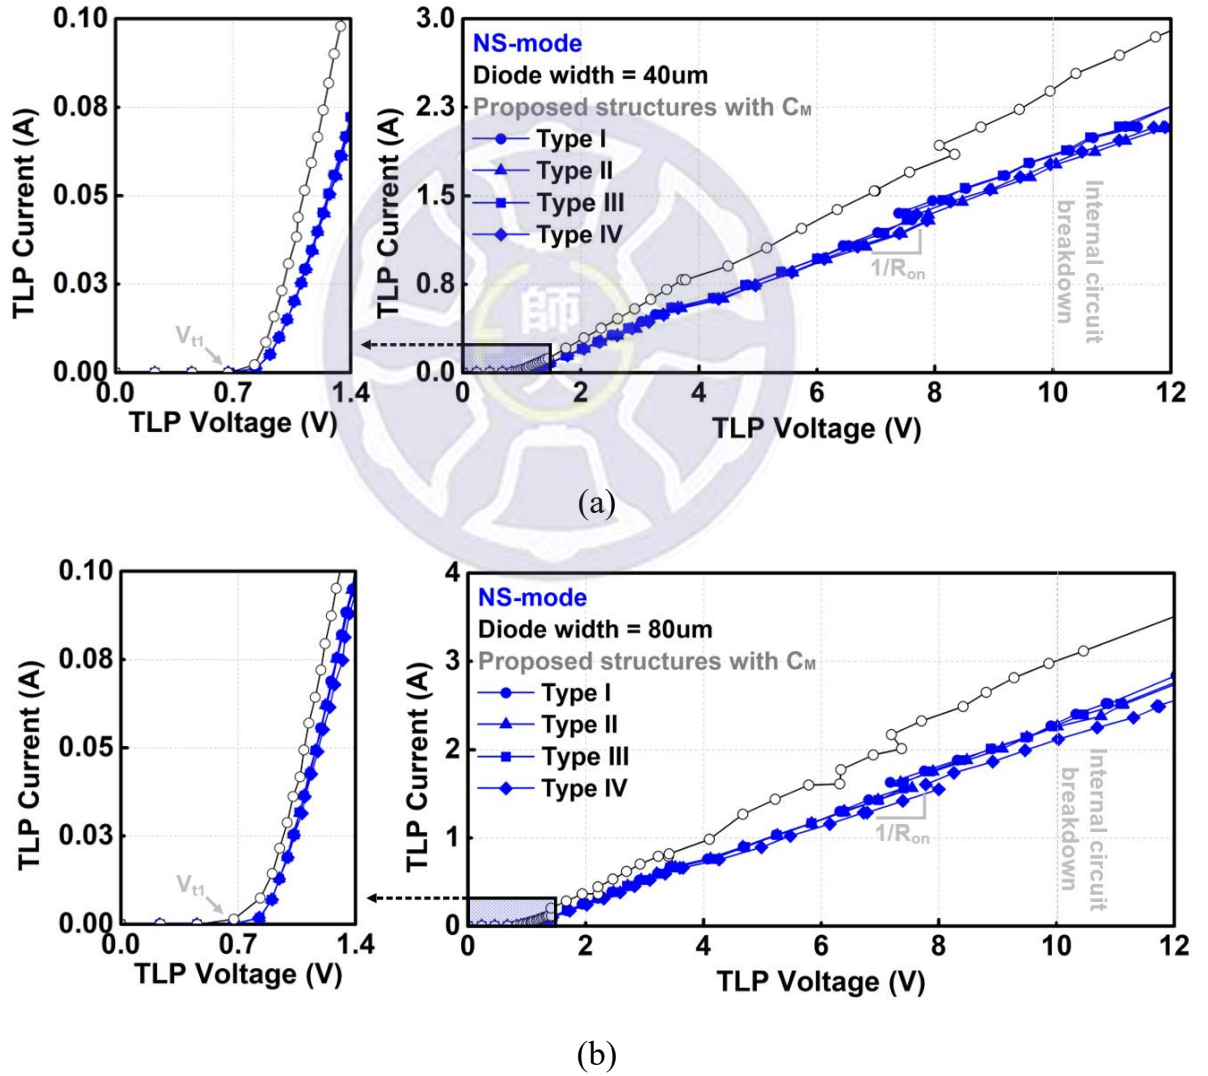 0.10
0.08
0.05
0.03
0.00
TLP Current (A)
0.0
0.7
1.4
TLP Voltage (V)
Vt1
3.0
2.3
1.5
0.8
0.0
TLP Current (A)
NS-mode
Diode width = 40um
Proposed structures with CM
Type I
Type II
Type III
Type IV
師
1/Ron
Internal circuit
breakdown
0
2
4
6
8
10
12
TLP Voltage (V)
(a)
0.10
0.08
0.05
0.03
0.00
TLP Current (A)
0.0
0.7
1.4
TLP Voltage (V)
Vt1
4
3
2
1
0
TLP Current (A)
NS-mode
Diode width = 80um
Proposed structures with CM
Type I
Type II
Type III
Type IV
1/Ron
Internal circuit
breakdown
0
2
4
6
8
10
12
TLP Voltage (V)
(b)